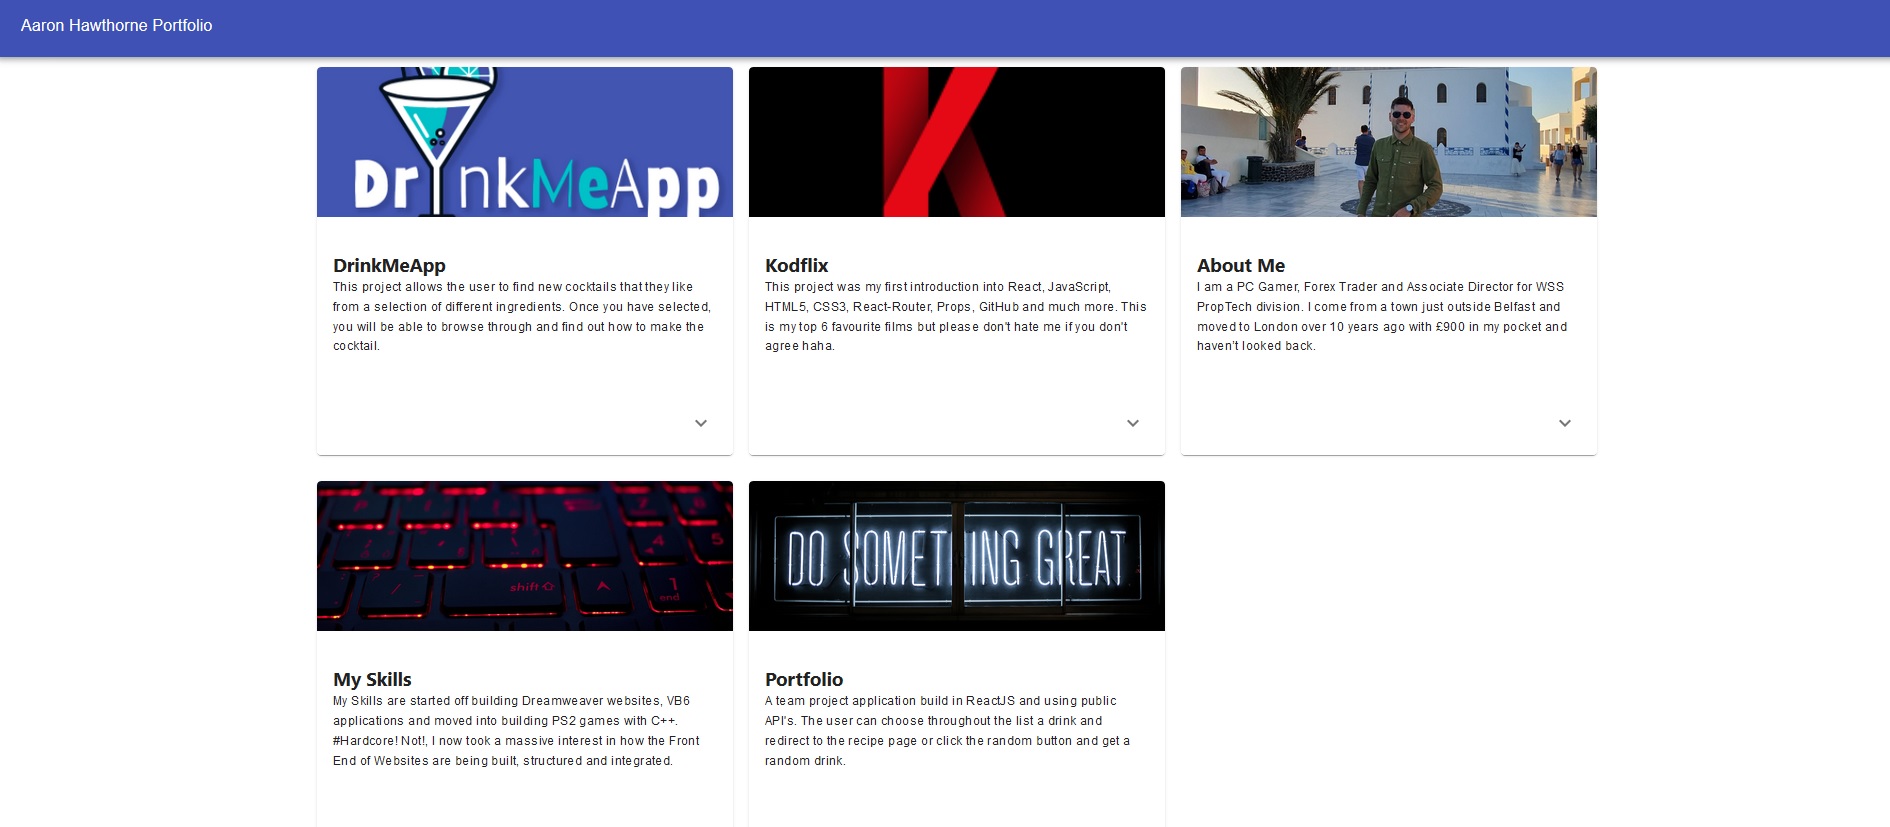 Aaron Hawthorne Portfolio
DrinkMeApp
DrinkMeApp
This project allows the user to find new cocktails that they like
from a selection of different ingredients. Once you have selected,
you will be able to browse through and find out how to make the
cocktail.
K
Kodflix
This project was my first introduction into React, JavaScript,
HTML5, CSS3, React-Router, Props, GitHub and much more. This
is my top 6 favourite films but please don't hate me if you don't
agree haha.
About Me
I am a PC Gamer, Forex Trader and Associate Director for WSS
PropTech division. I come from a town just outside Belfast and
moved to London over 10 years ago with £900 in my pocket and
haven't looked back.
4 5
shift 1
end
My Skills
My Skills are started off building Dreamweaver websites, VB6
applications and moved into building PS2 games with C++.
#Hardcore! Not!, I now took a massive interest in how the Front
End of Websites are being built, structured and integrated.
DO SOMETHING GREAT
Portfolio
A team project application build in ReactJS and using public
API's. The user can choose throughout the list a drink and
redirect to the recipe page or click the random button and get a
random drink.